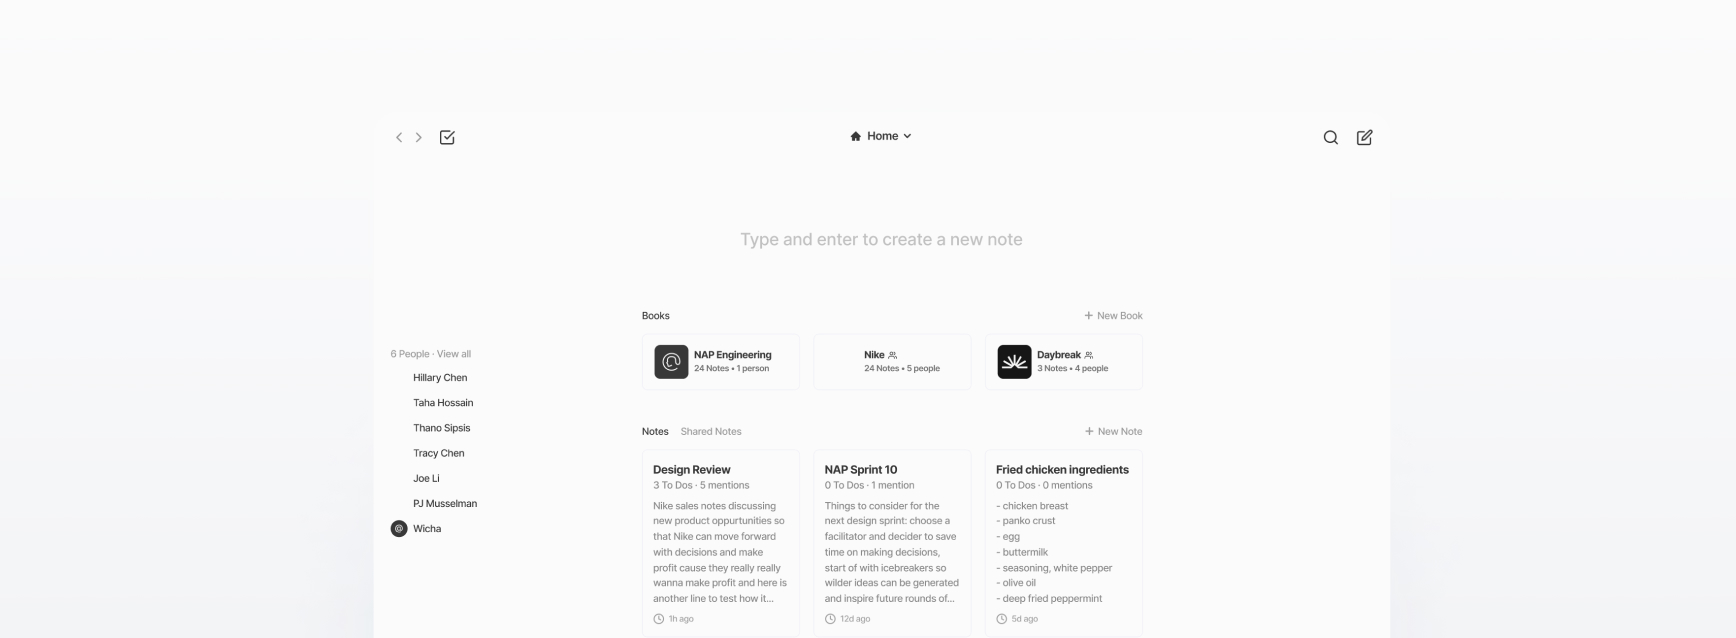 Home
Type and enter to create a new note
6 People · View all
Hillary Chen
Taha Hossain
Thano Sipsis
Tracy Chen
Joe Li
PJ Musselman
@ Wicha
Books
+ New Book
@
NAP Engineering
24 Notes • 1 person
Nike
24 Notes • 5 people
Daybreak
3 Notes • 4 people
Notes Shared Notes
+ New Note
Design Review
3 To Dos · 5 mentions
Nike sales notes discussing
new product oppurtunities so
that Nike can move forward
with decisions and make
profit cause they really really
wanna make profit and here is
another line to test how it...
1h ago
NAP Sprint 10
0 To Dos · 1 mention
Things to consider for the
next design sprint: choose a
facilitator and decider to save
time on making decisions,
start of with icebreakers so
wilder ideas can be generated
and inspire future rounds of...
12d ago
Fried chicken ingredients
0 To Dos · 0 mentions
- chicken breast
- panko crust
- egg
- buttermilk
- seasoning, white pepper
- olive oil
- deep fried peppermint
5d ago